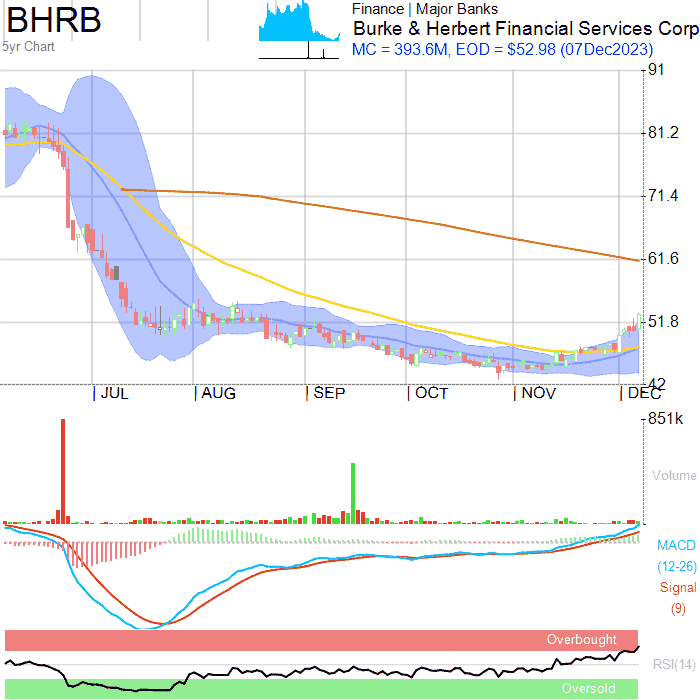 BHRB
5yr Chart
Finance | Major Banks
Burke & Herbert Financial Services Corp
MC = 393.6M, EOD = $52.98 (07Dec2023)
91
81.2
71.4
61.6
51.8
42
JUL AUG SEP OCT NOV DEC
851k
Volume
MACD
(12-26)
Signal
(9)
Overbought
RSI(14)
Oversold